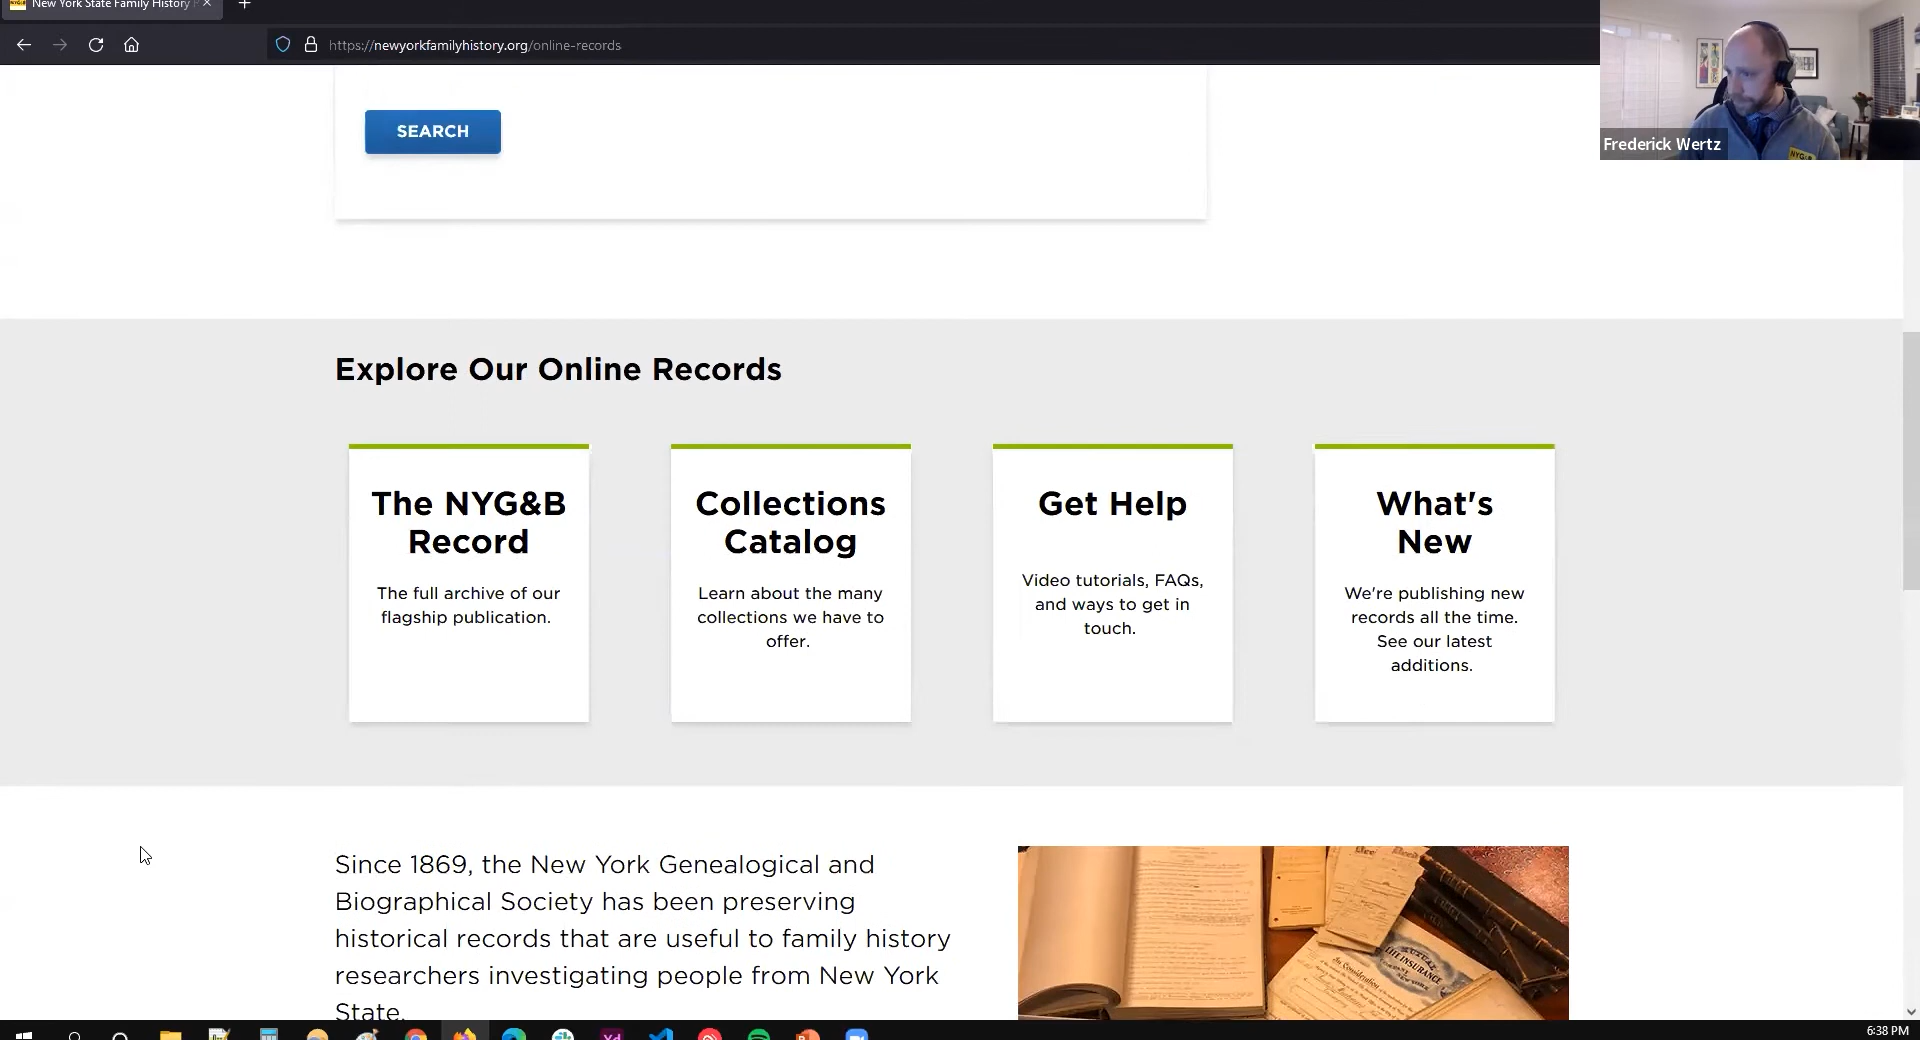 New York State Family History
https://newyorkfamilyhistory.org/online-records
Frederick Wertz
SEARCH
Explore Our Online Records
The NYG&B
Record
The full archive of our
flagship publication.
Collections
Catalog
Learn about the many
collections we have to
offer.
Get Help
Video tutorials, FAQs,
and ways to get in
touch.
What's
New
We're publishing new
records all the time.
See our latest
additions.
Since 1869, the New York Genealogical and
Biographical Society has been preserving
historical records that are useful to family history
researchers investigating people from New York
State.
6:38 PM